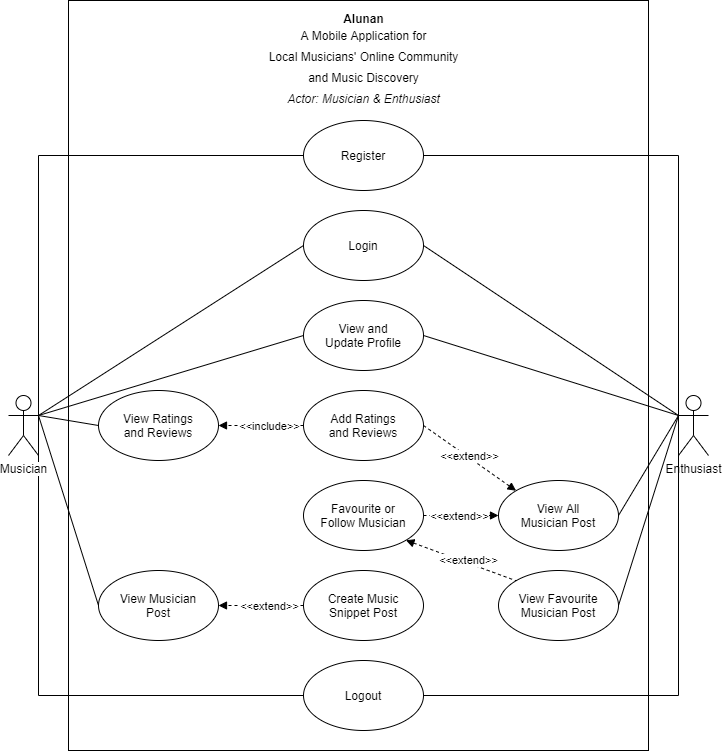 Alunan
A Mobile Application for
Local Musicians' Online Community
and Music Discovery
Actor: Musician & Enthusiast
Register
Login
View and
Update Profile
View Ratings
and Reviews
<<include>>
Add Ratings
and Reviews
<<extend>>
Musician
Enthusiast
Favourite or
Follow Musician
<<extend>>
View All
Musician Post
<<extend>>
View Musician
Post
<<extend>>
Create Music
Snippet Post
View Favourite
Musician Post
Logout